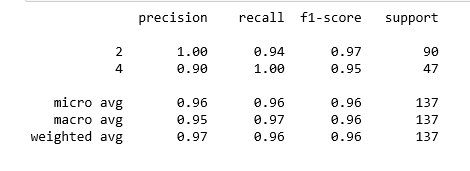 precision recall f1-score support
2 1.00 0.94 0.97 90
4 0.90 1.00 0.95 47
micro avg 0.96 0.96 0.96 137
macro avg 0.95 0.97 0.96 137
weighted avg 0.97 0.96 0.96 137